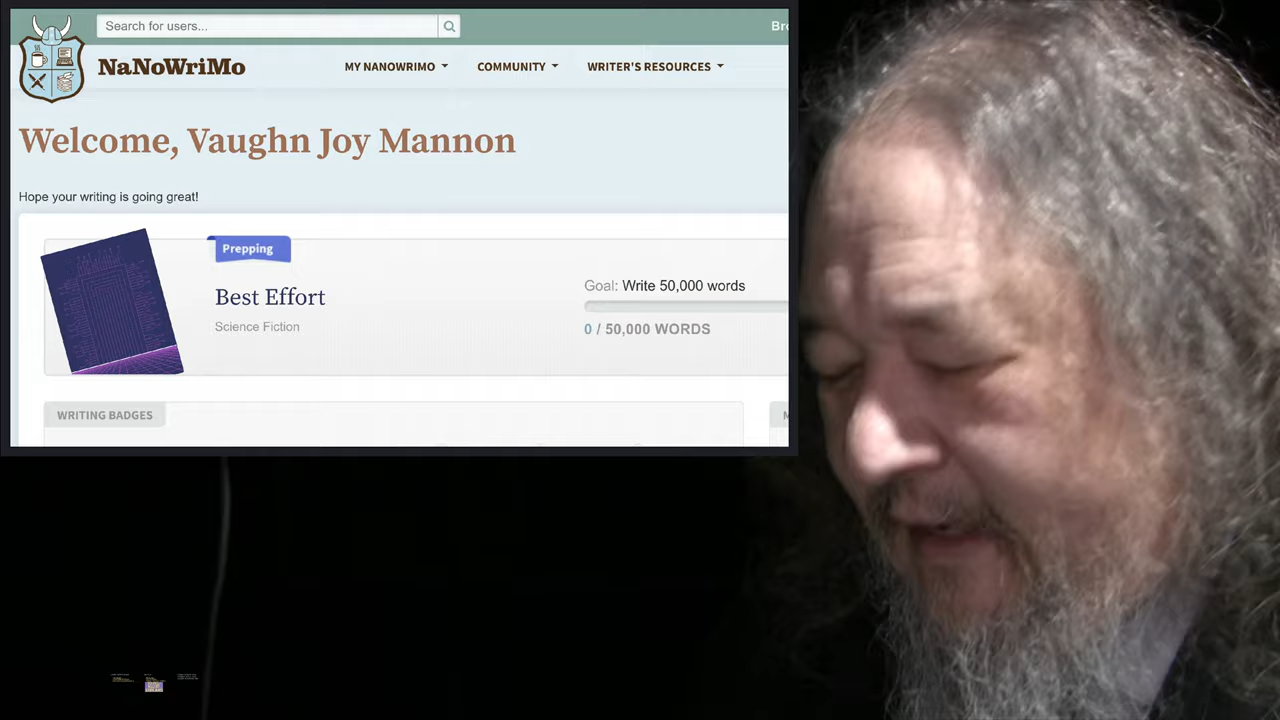 Search for users...
Bro
NaNoWriMo
MY NANOWRIMO
COMMUNITY
WRITER'S RESOURCES
Welcome, Vaughn Joy Mannon
Hope your writing is going great!
Prepping
Best Effort
Science Fiction
Goal: Write 50,000 words
0 / 50,000 WORDS
WRITING BADGES
M